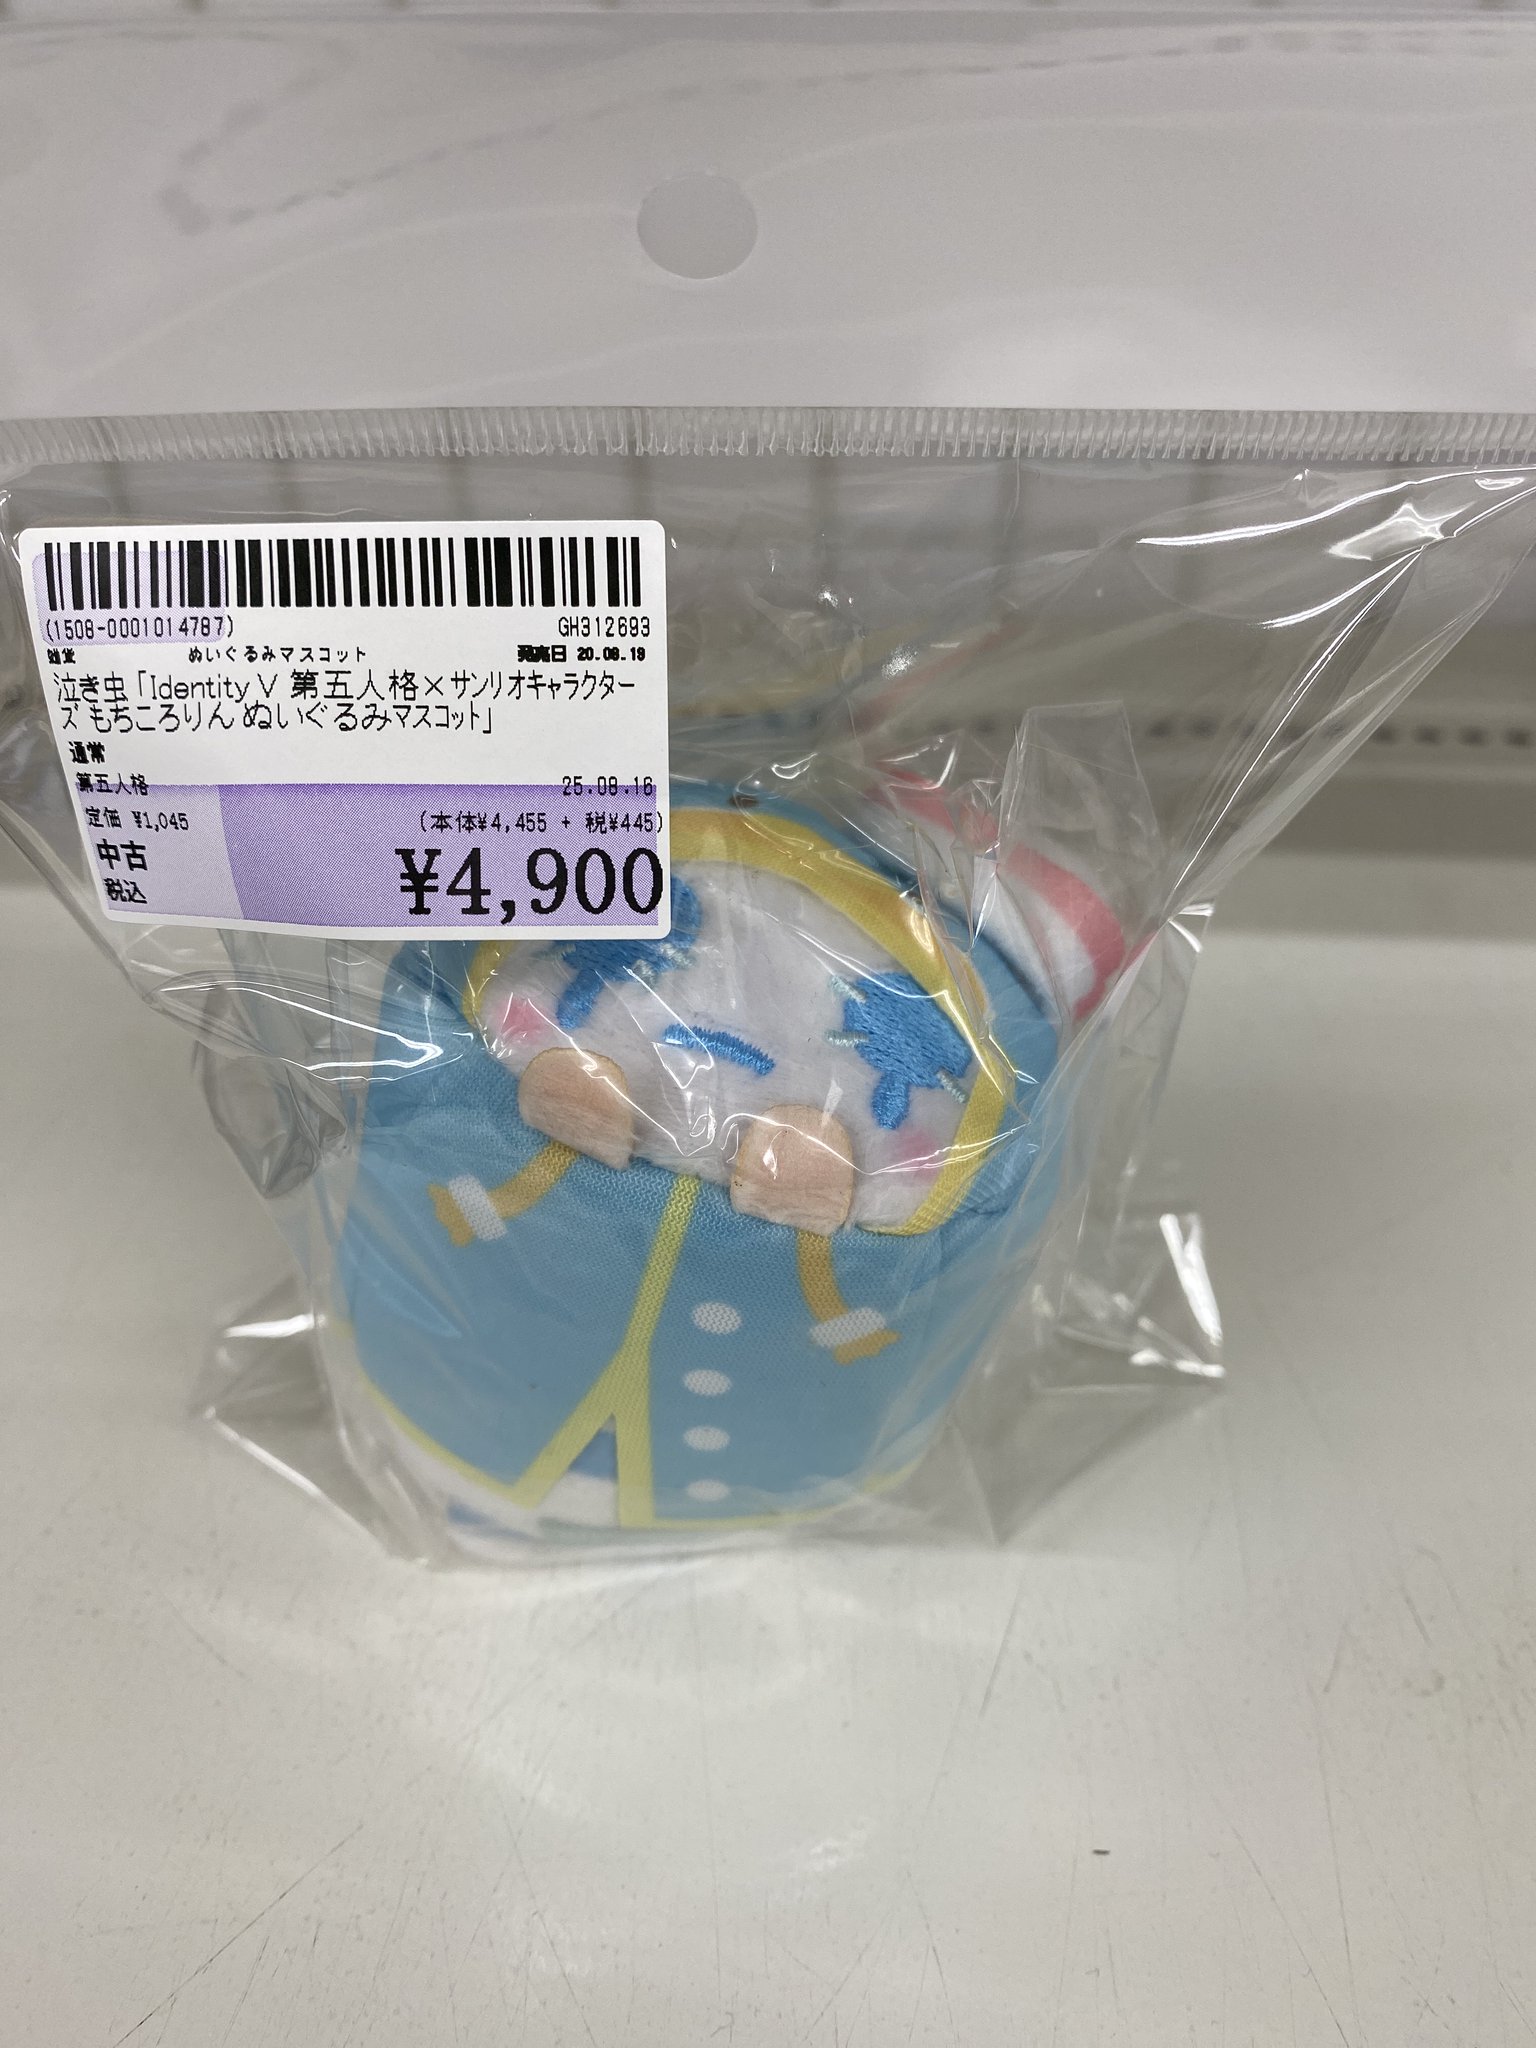 (1508-0001014787) GH312693
雑貨 ぬいぐるみマスコット 発売日 20.08.19
泣き虫「Identity V 第五人格×サンリオキャラクター
ズ もちころりん ぬいぐるみマスコット」
通常
第五人格 25.08.16
定価 ¥1,045 (本体¥4,455 + 税¥445)
中古
税込 ¥4,900